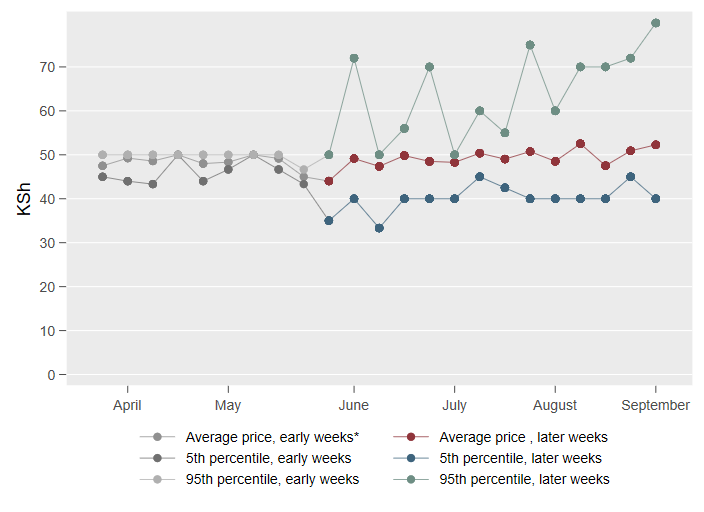 70
60
50
40
30
20
10
0
KSh
April May June July August September
Average price, early weeks* Average price , later weeks
5th percentile, early weeks 5th percentile, later weeks
95th percentile, early weeks 95th percentile, later weeks